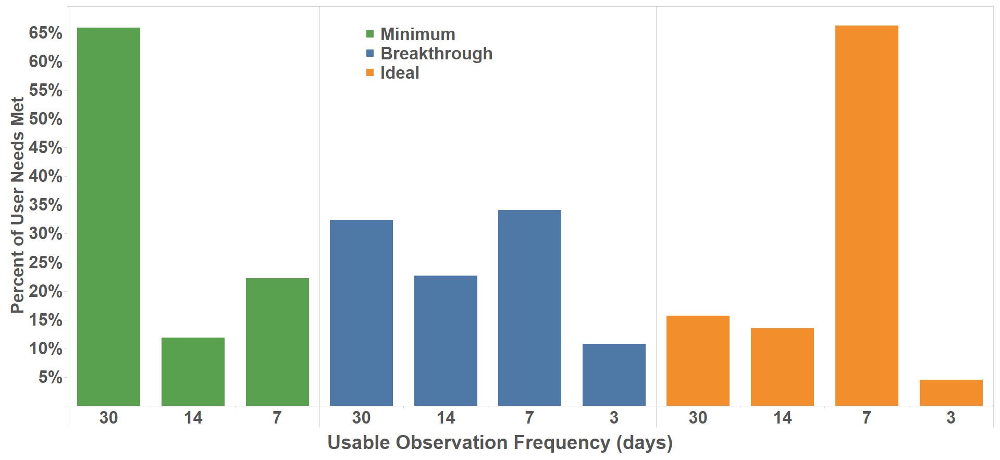 Minimum
Breakthrough
Ideal
Percent of User Needs Met
65%
60%
55%
50%
45%
40%
35%
30%
25%
20%
15%
10%
5%
30 14 7 30 14 7 3 30 14 7 3
Usable Observation Frequency (days)